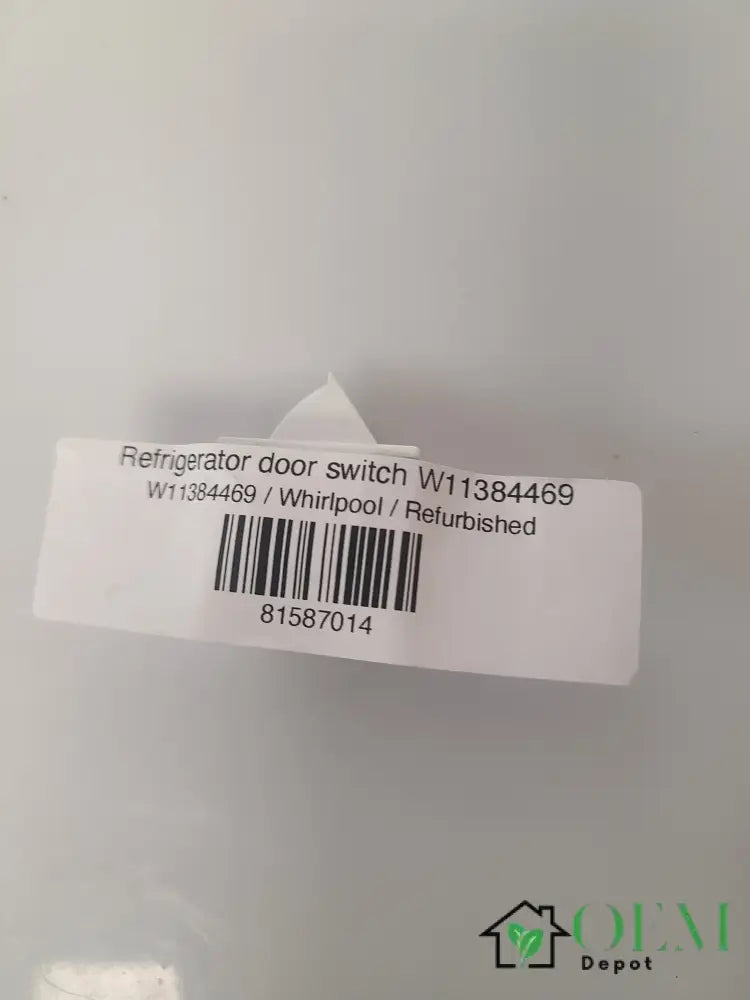 Refrigerator door switch W11384469
W11384469 / Whirlpool / Refurbished
81587014
OEM
Depot